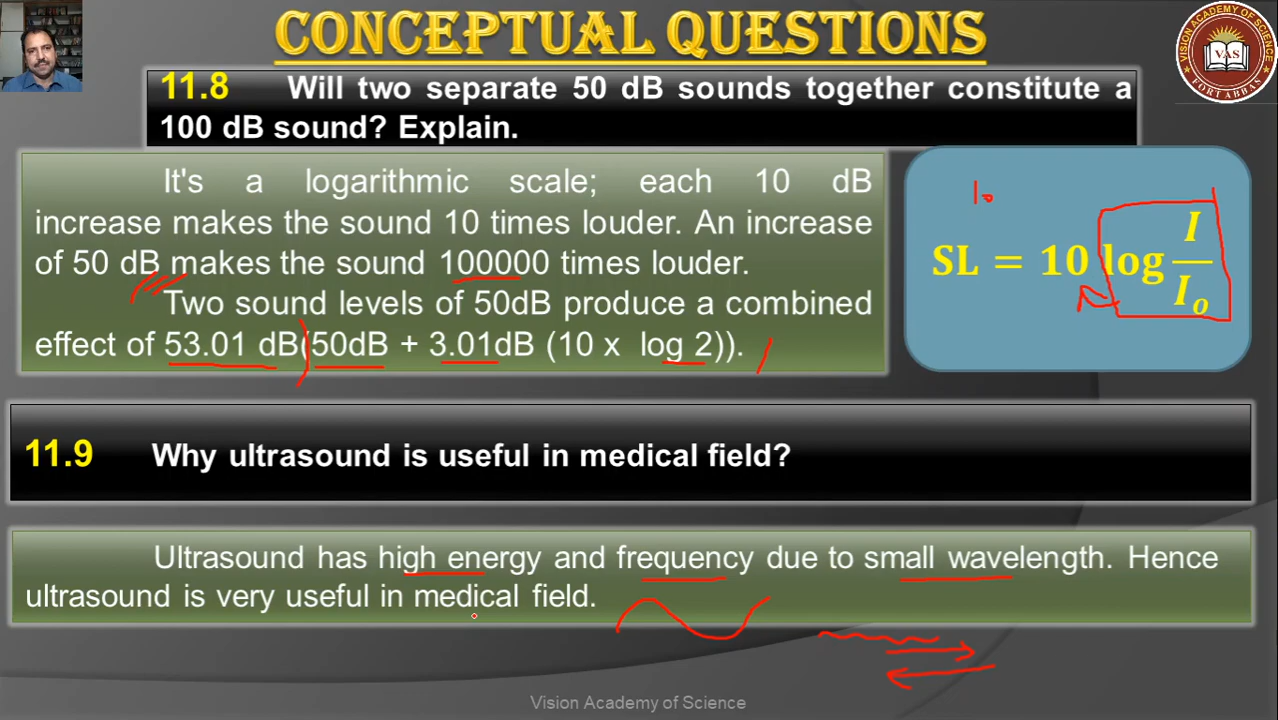 CONCEPTUAL QUESTIONS
VISION ACADEMY OF SCIENCE
VAS
FORT ABBAS
11.8 Will two separate 50 dB sounds together constitute a
100 dB sound? Explain.
It's a logarithmic scale; each 10 dB
increase makes the sound 10 times louder. An increase
of 50 dB makes the sound 100000 times louder.
Two sound levels of 50dB produce a combined
effect of 53.01 dB(50dB + 3.01dB (10 x log 2)).
10
SL = 10 log I/Io
11.9 Why ultrasound is useful in medical field?
Ultrasound has high energy and frequency due to small wavelength. Hence
ultrasound is very useful in medical field.
Vision Academy of Science